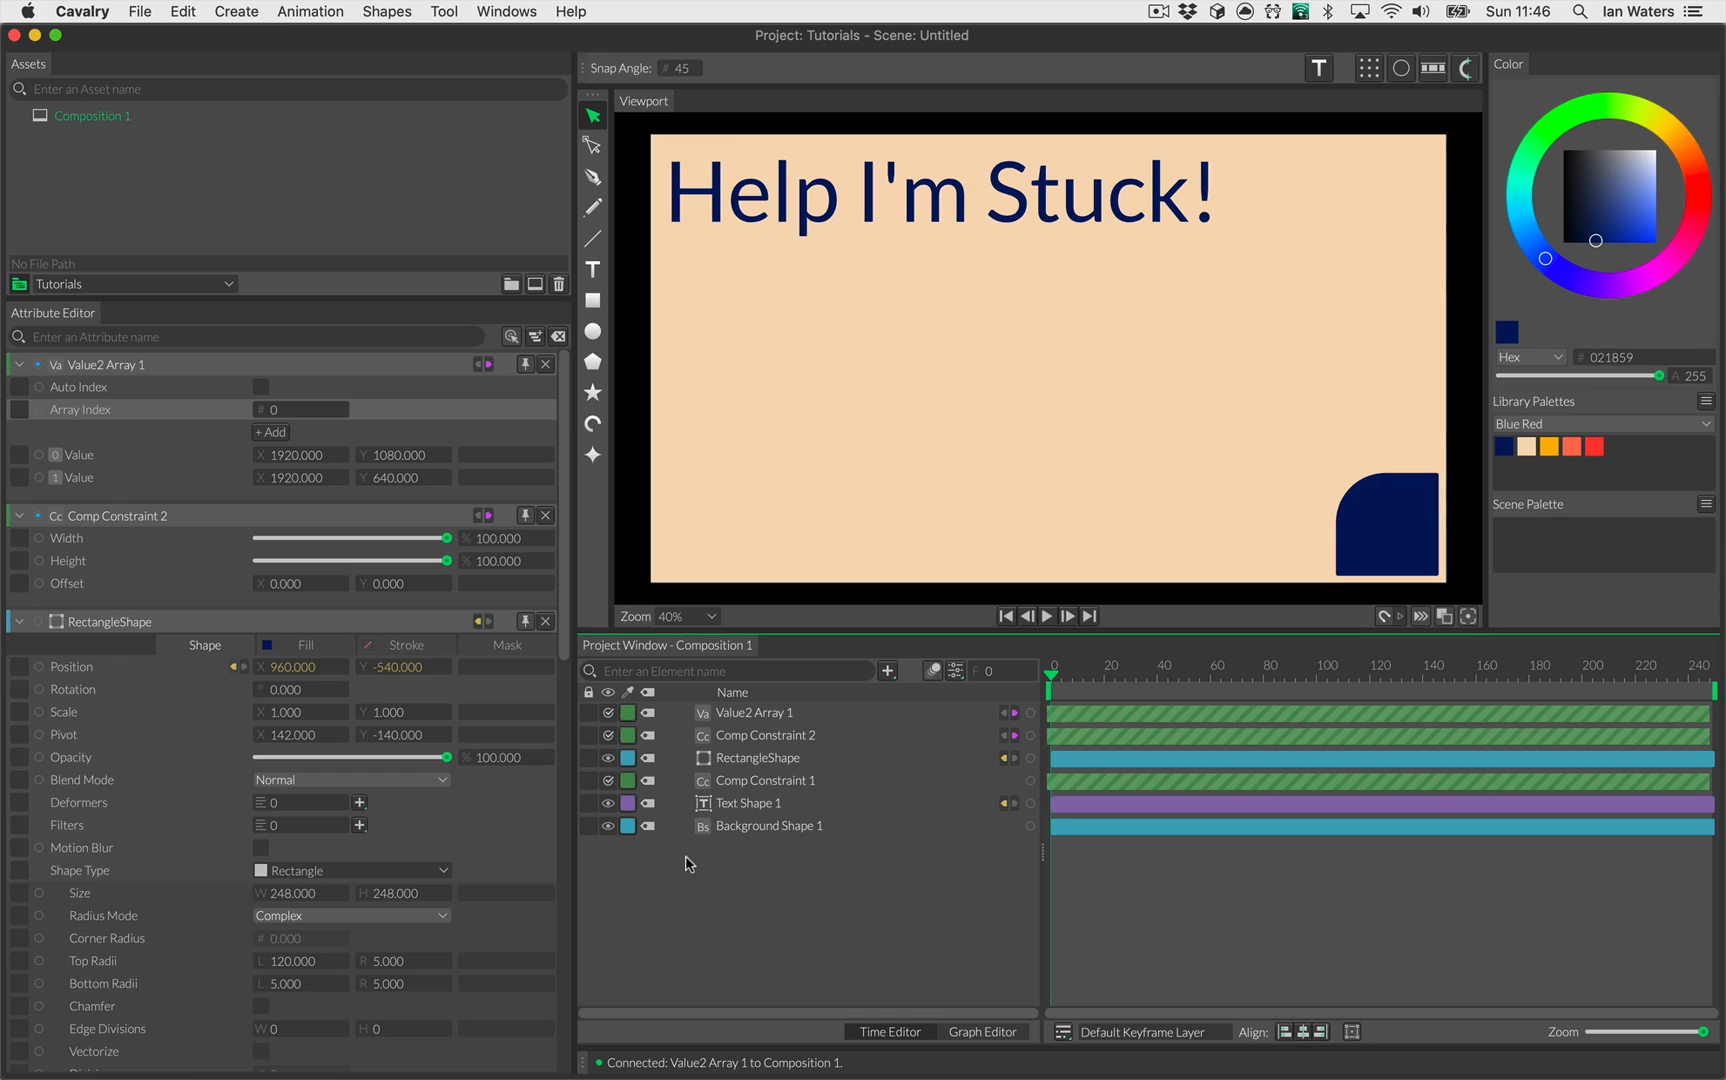 Cavalry File Edit Create Animation Shapes Tool Windows Help Sun 11:46 Ian Waters
Project: Tutorials - Scene: Untitled
Assets
Enter an Asset name
Composition 1
No File Path
Tutorials
Attribute Editor
Enter an Attribute name
Va Value2 Array 1
Auto Index
Array Index # 0
+ Add
0 Value X 1920.000 Y 1080.000
1 Value X 1920.000 Y 640.000
Cc Comp Constraint 2
Width % 100.000
Height % 100.000
Offset X 0.000 Y 0.000
RectangleShape
Shape Fill Stroke Mask
Position X 960.000 Y -540.000
Rotation ° 0.000
Scale X 1.000 Y 1.000
Pivot X 142.000 Y -140.000
Opacity % 100.000
Blend Mode Normal
Deformers 0
Filters 0
Motion Blur
Shape Type Rectangle
Size W 248.000 H 248.000
Radius Mode Complex
Corner Radius # 0.000
Top Radii L 120.000 R 5.000
Bottom Radii L 5.000 R 5.000
Chamfer
Edge Divisions W 0 H 0
Vectorize
Snap Angle: # 45
Viewport
Help I'm Stuck!
Zoom 40%
Project Window - Composition 1
Enter an Element name F 0
0 20 40 60 80 100 120 140 160 180 200 220 240
Name
Va Value2 Array 1
Cc Comp Constraint 2
RectangleShape
Cc Comp Constraint 1
Text Shape 1
Bs Background Shape 1
Time Editor Graph Editor Default Keyframe Layer Align: Zoom
Connected: Value2 Array 1 to Composition 1.
Color
Hex # 021859
A 255
Library Palettes
Blue Red
Scene Palette